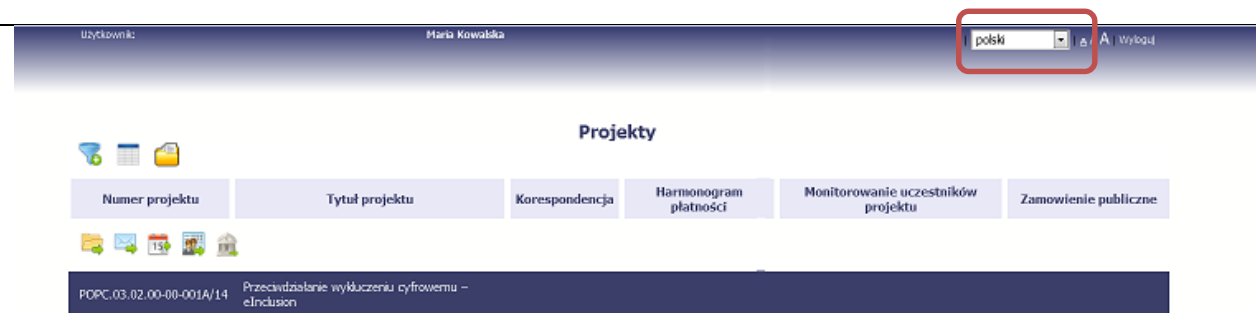 Użytkownik: Maria Kowalska | polski | A A | Wyloguj
Projekty
Numer projektu Tytuł projektu Korespondencja Harmonogram płatności Monitorowanie uczestników projektu Zamowienie publiczne
POPC.03.02.00-00-001A/14 Przeciwdziałanie wykluczeniu cyfrowemu –
eInclusion